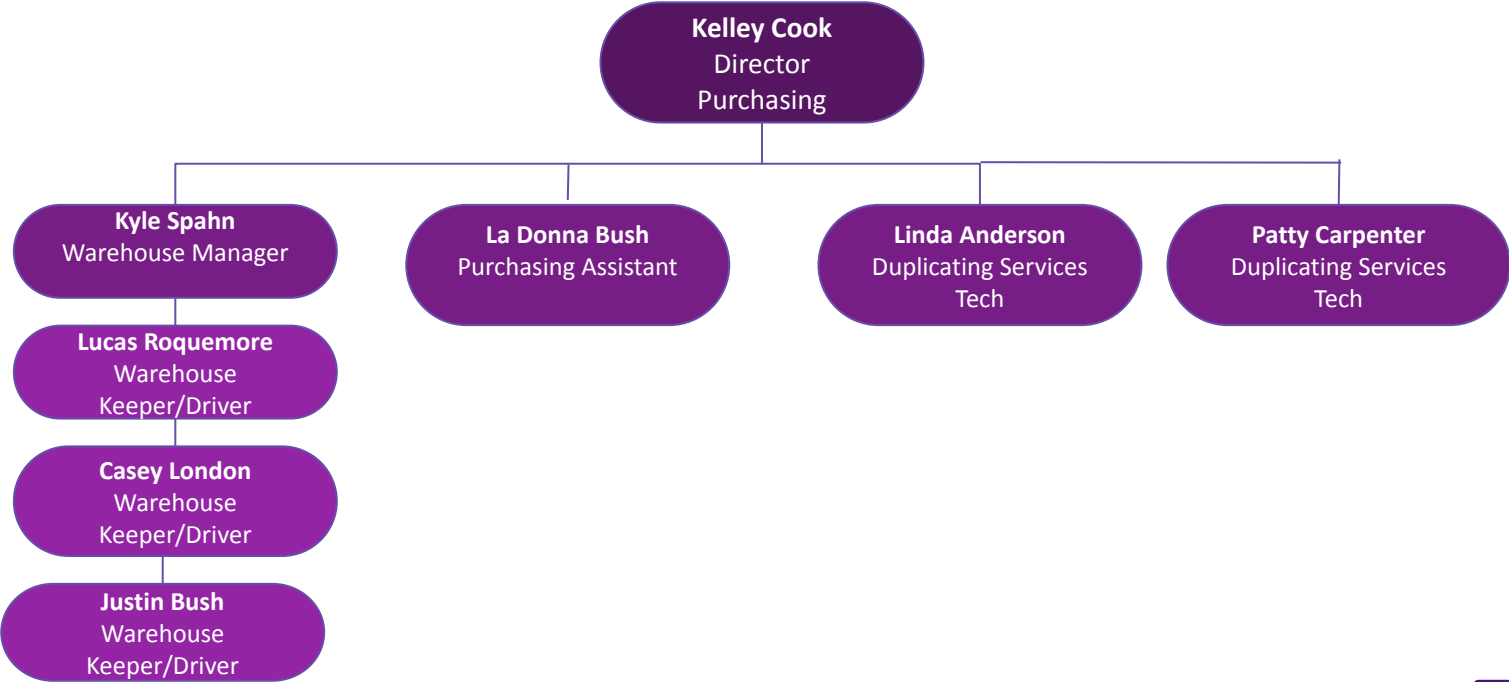 Kelley Cook
Director
Purchasing
Kyle Spahn
Warehouse Manager
La Donna Bush
Purchasing Assistant
Linda Anderson
Duplicating Services
Tech
Patty Carpenter
Duplicating Services
Tech
Lucas Roquemore
Warehouse
Keeper/Driver
Casey London
Warehouse
Keeper/Driver
Justin Bush
Warehouse
Keeper/Driver